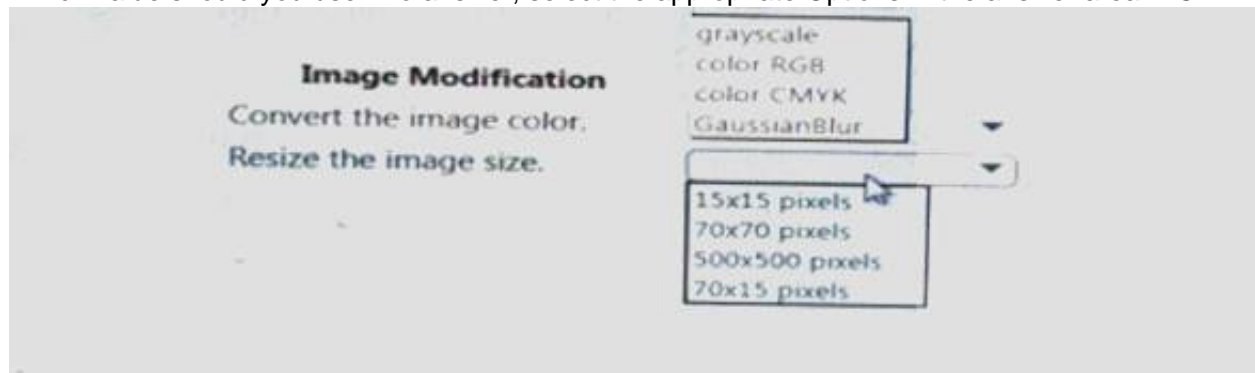 grayscale
color RGB
Image Modification
color CMYK
Convert the image color.
GaussianBlur
Resize the image size.
15x15 pixels
70x70 pixels
500x500 pixels
70x15 pixels